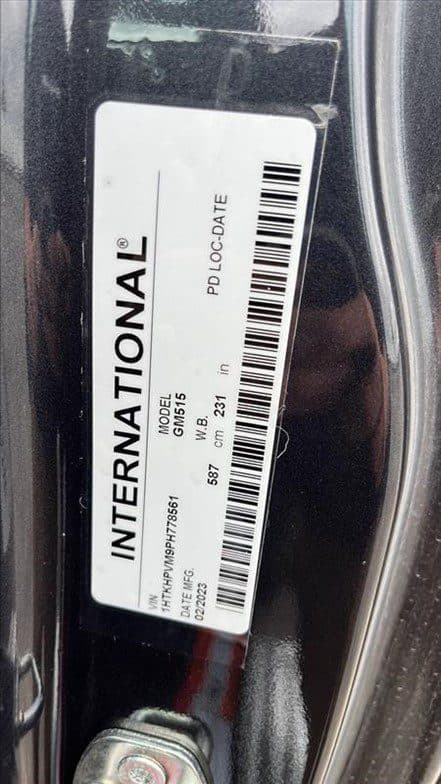 INTERNATIONAL®
VIN MODEL
1HTKHPVM9PH778561 GM515
DATE MFG. W.B. PD LOC-DATE
02/2023 587 cm 231 in